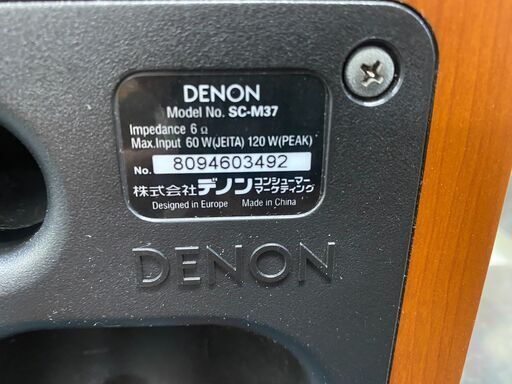 DENON
Model No. SC-M37
Impedance 6 Ω
Max.Input 60 W(JEITA) 120 W(PEAK)
No. 8094603492
株式会社デノン コンシューマー マーケティング
Designed in Europe Made in China
DENON